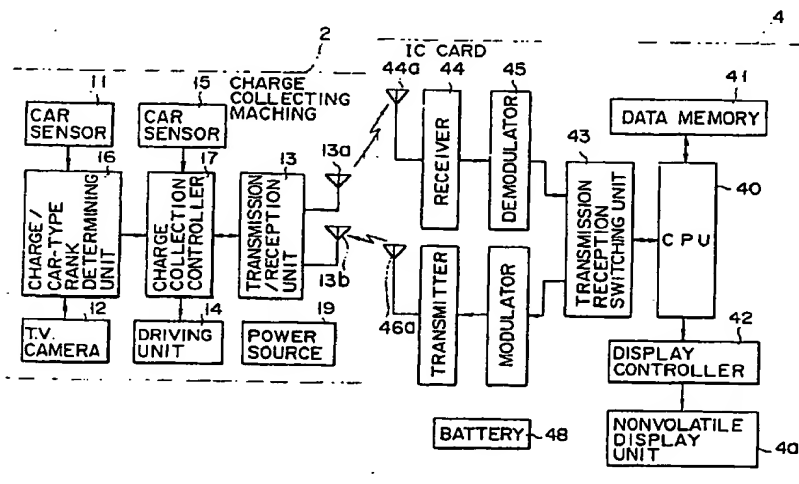 2
4
IC CARD
11
15
CHARGE
COLLECTING
MACHING
44a
44
45
41
CAR
SENSOR
CAR
SENSOR
DATA MEMORY
16
17
13
13a
43
40
CHARGE/
CAR-TYPE
RANK
DETERMINING
UNIT
CHARGE
COLLECTION
CONTROLLER
TRANSMISSION
/RECEPTION
UNIT
RECEIVER
DEMODULATOR
TRANSMISSION
RECEPTION
SWITCHING UNIT
CPU
13b
46a
TRANSMITTER
MODULATOR
12
14
19
42
T.V.
CAMERA
DRIVING
UNIT
POWER
SOURCE
DISPLAY
CONTROLLER
BATTERY
48
NONVOLATILE
DISPLAY
UNIT
4a